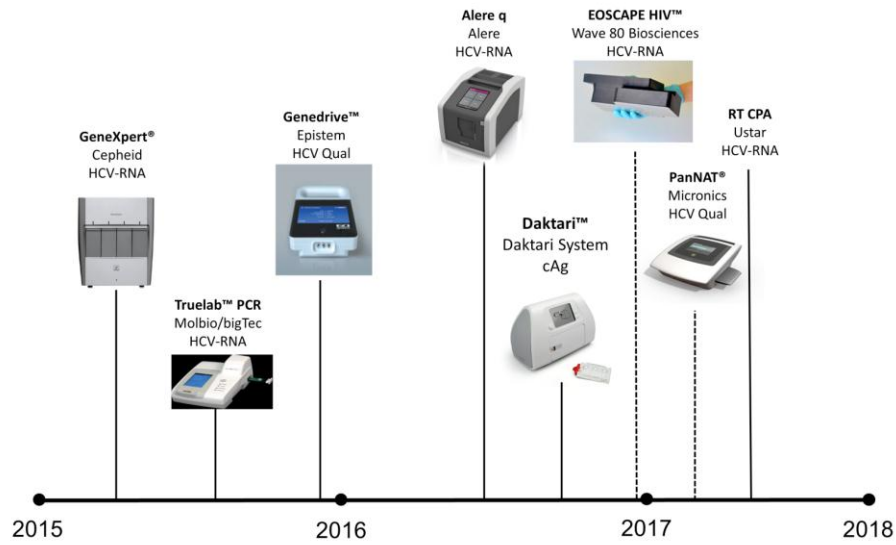 Alere q
Alere
HCV-RNA
EOSCAPE HIV™
Wave 80 Biosciences
HCV-RNA
GeneXpert®
Cepheid
HCV-RNA
Genedrive™
Epistem
HCV Qual
RT CPA
Ustar
HCV-RNA
PanNAT®
Micronics
HCV Qual
Daktari™
Daktari System
cAg
Truelab™ PCR
Molbio/bigTec
HCV-RNA
2015
2016
2017
2018